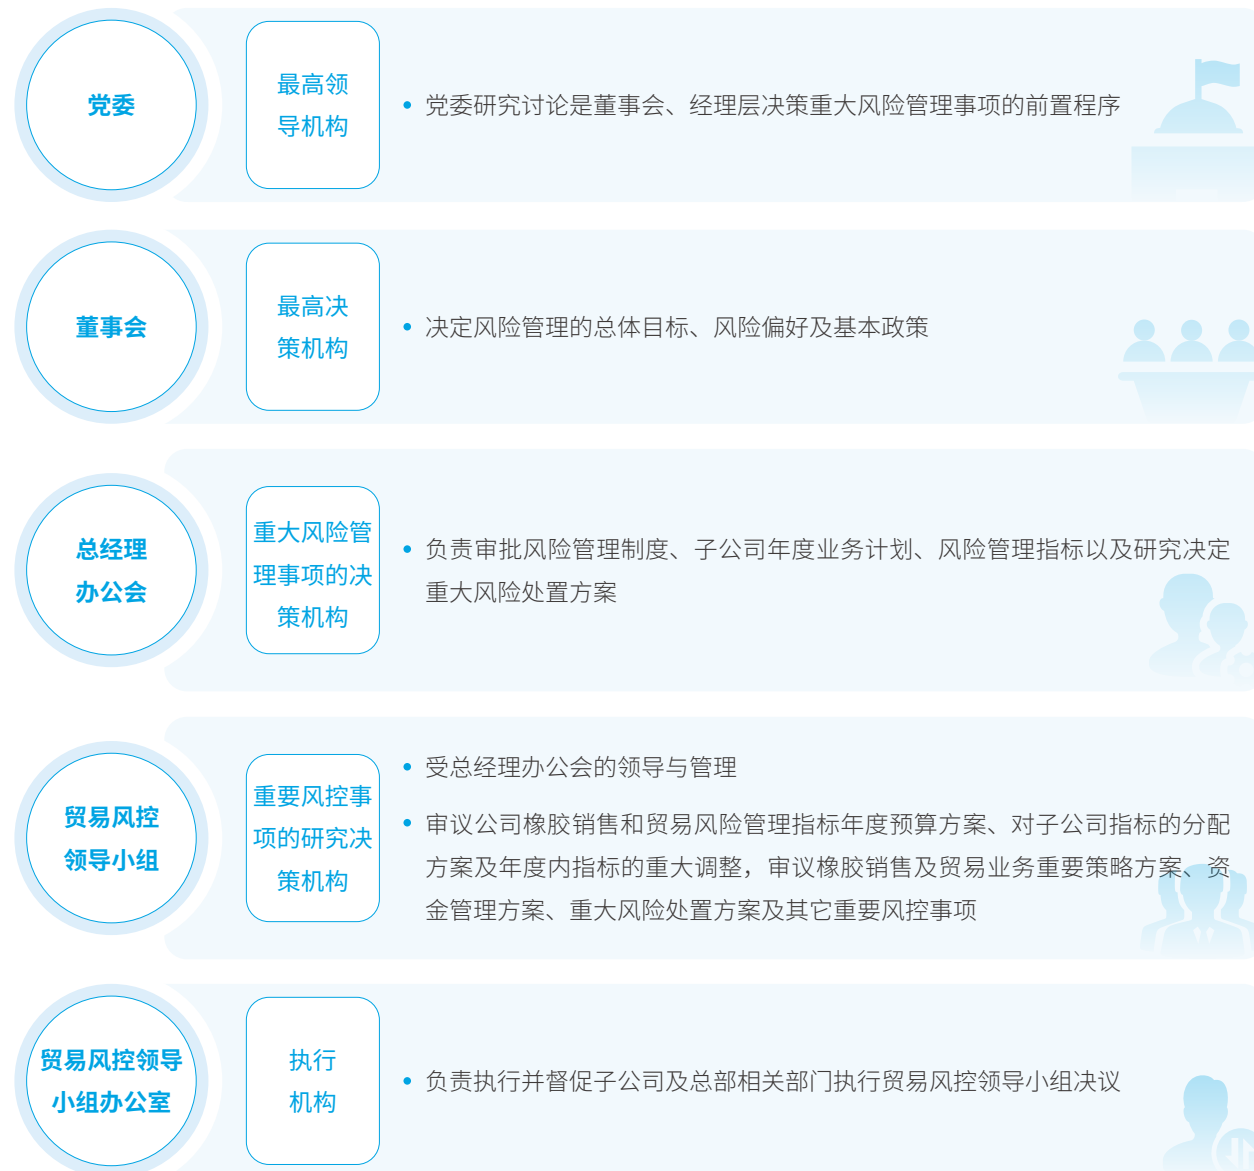 党委
最高领
导机构
党委研究讨论是董事会、经理层决策重大风险管理事项的前置程序
董事会
最高决
策机构
决定风险管理的总体目标、风险偏好及基本政策
总经理
办公会
重大风险管
理事项的决
策机构
负责审批风险管理制度、子公司年度业务计划、风险管理指标以及研究决定
重大风险处置方案
贸易风控
领导小组
重要风控事
项的研究决
策机构
受总经理办公会的领导与管理
审议公司橡胶销售和贸易风险管理指标年度预算方案、对子公司指标的分配
方案及年度内指标的重大调整，审议橡胶销售及贸易业务重要策略方案、资
金管理方案、重大风险处置方案及其它重要风控事项
贸易风控领导
小组办公室
执行
机构
负责执行并督促子公司及总部相关部门执行贸易风控领导小组决议